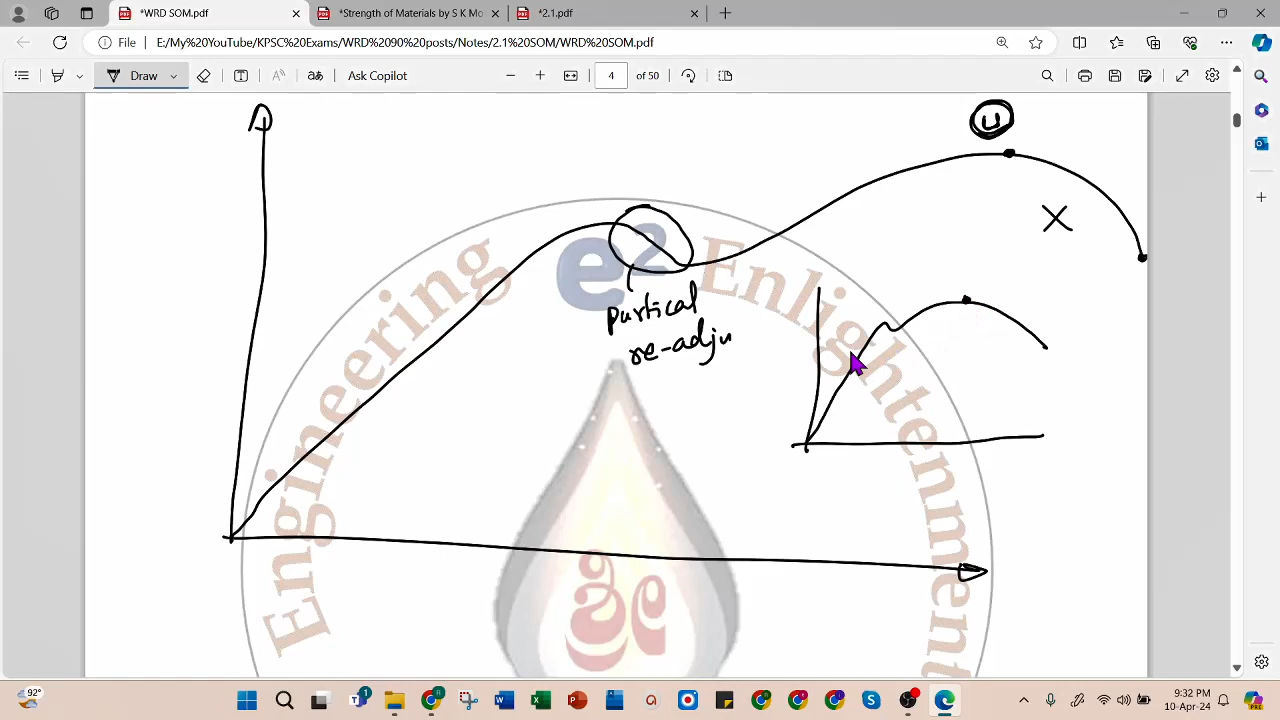 *WRD SOM.pdf
*Strength of Materials by S K Mo
*2.1.pdf
File E:/My%20YouTube/KPSC%20Exams/WRD%2090%20posts/Notes/2.1%20SOM/WRD%20SOM.pdf
Draw
Ask Copilot
4 of 50
U
X
e2
Engineering
Enlightenment
Purtical
re-adju
92°
9:32 PM
10-Apr-24